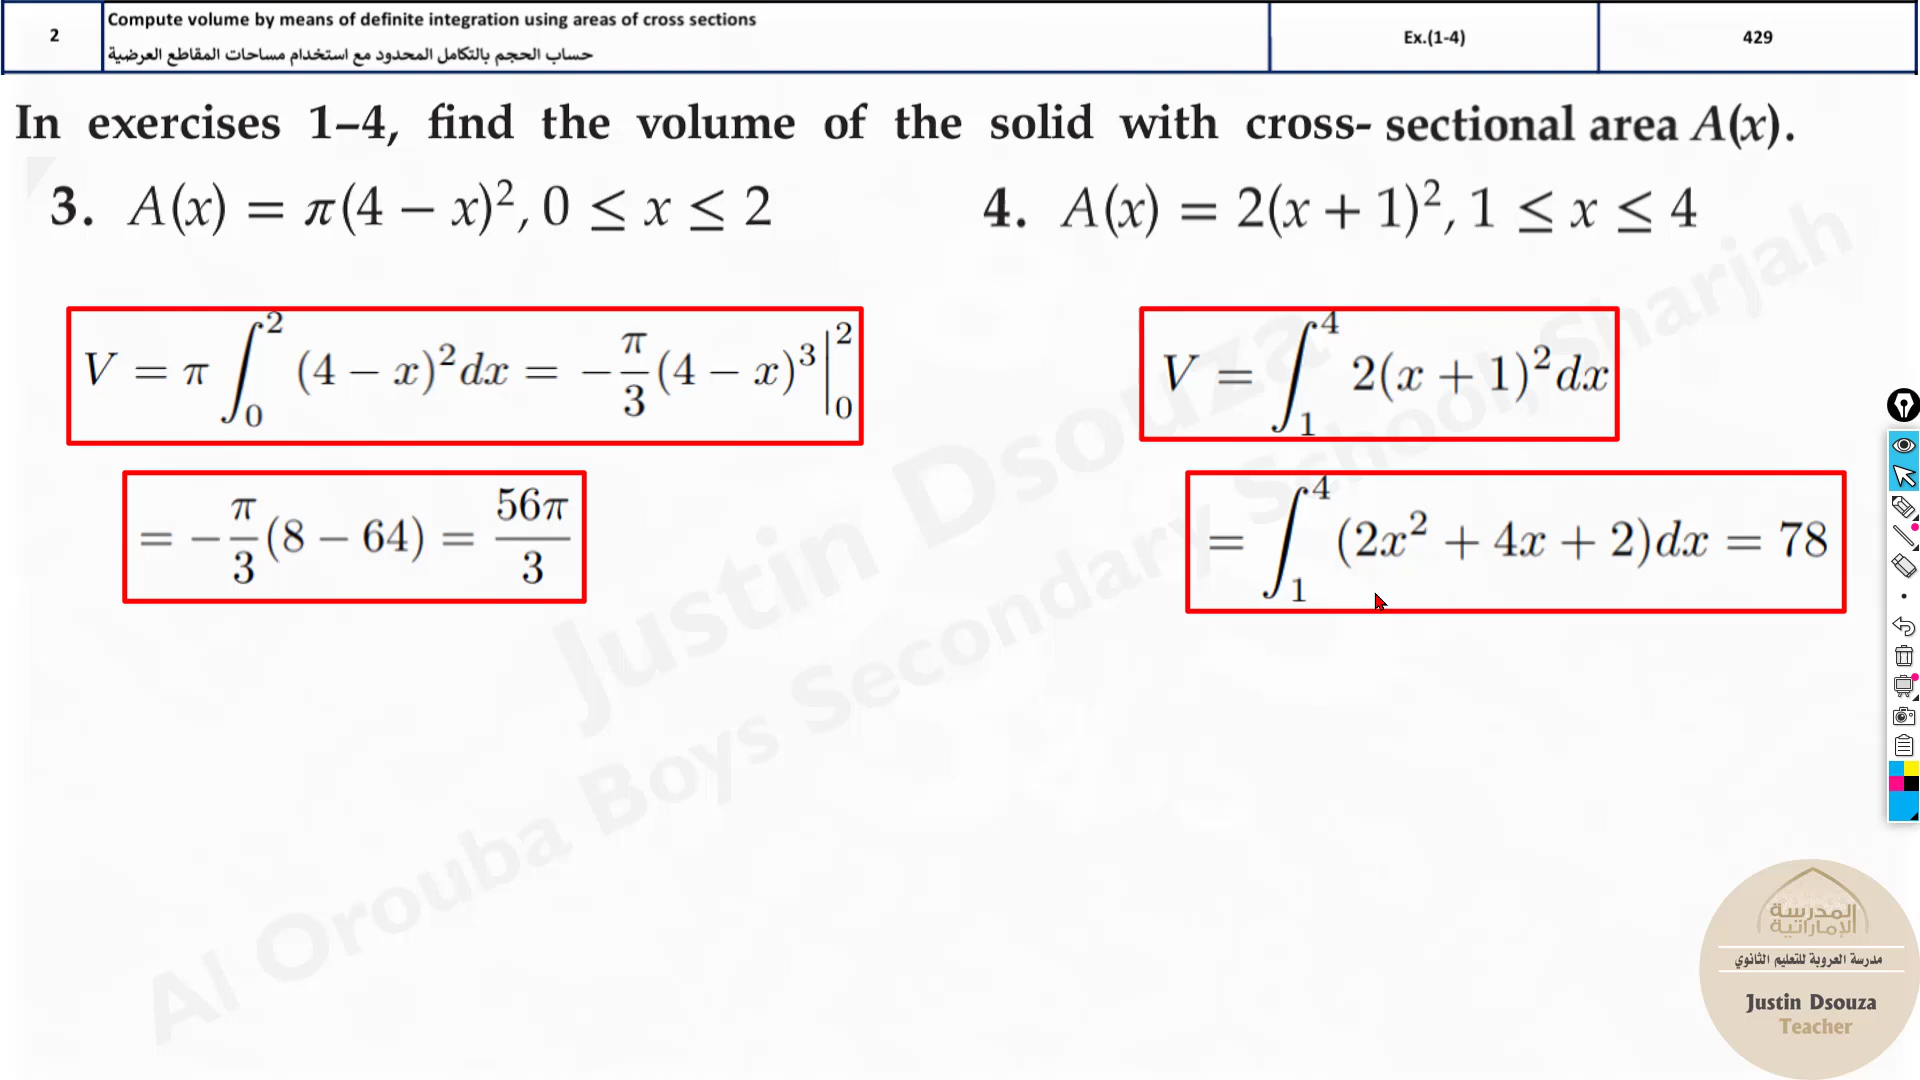 2
Compute volume by means of definite integration using areas of cross sections
حساب الحجم بالتكامل المحدود مع استخدام مساحات المقاطع العرضية
Ex.(1-4)
429
In exercises 1–4, find the volume of the solid with cross- sectional area A(x).
3. A(x) = π(4 − x)², 0 ≤ x ≤ 2
4. A(x) = 2(x + 1)², 1 ≤ x ≤ 4
V = π ∫₀² (4 − x)² dx = −π/3 (4 − x)³ |₀²
= −π/3 (8 − 64) = 56π/3
V = ∫₁⁴ 2(x + 1)² dx
= ∫₁⁴ (2x² + 4x + 2)dx = 78
Justin Dsouza
Al Orouba Boys Secondary School, Sharjah
المدرسة
الإماراتية
مدرسة العروبة للتعليم الثانوي
Justin Dsouza
Teacher